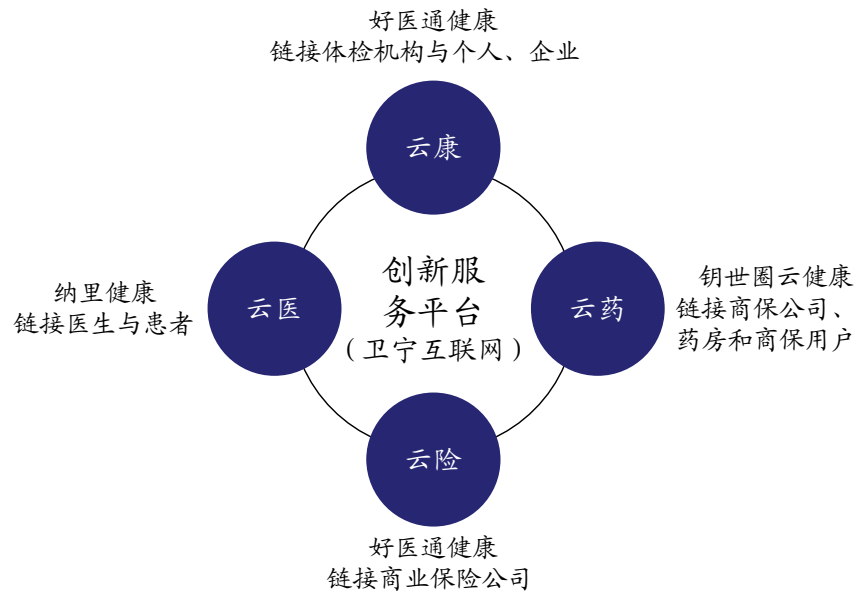 好医通健康
链接体检机构与个人、企业
云康
纳里健康
链接医生与患者
云医
创新服
务平台
（卫宁互联网）
云药
钥世圈云健康
链接商保公司、
药房和商保用户
云险
好医通健康
链接商业保险公司